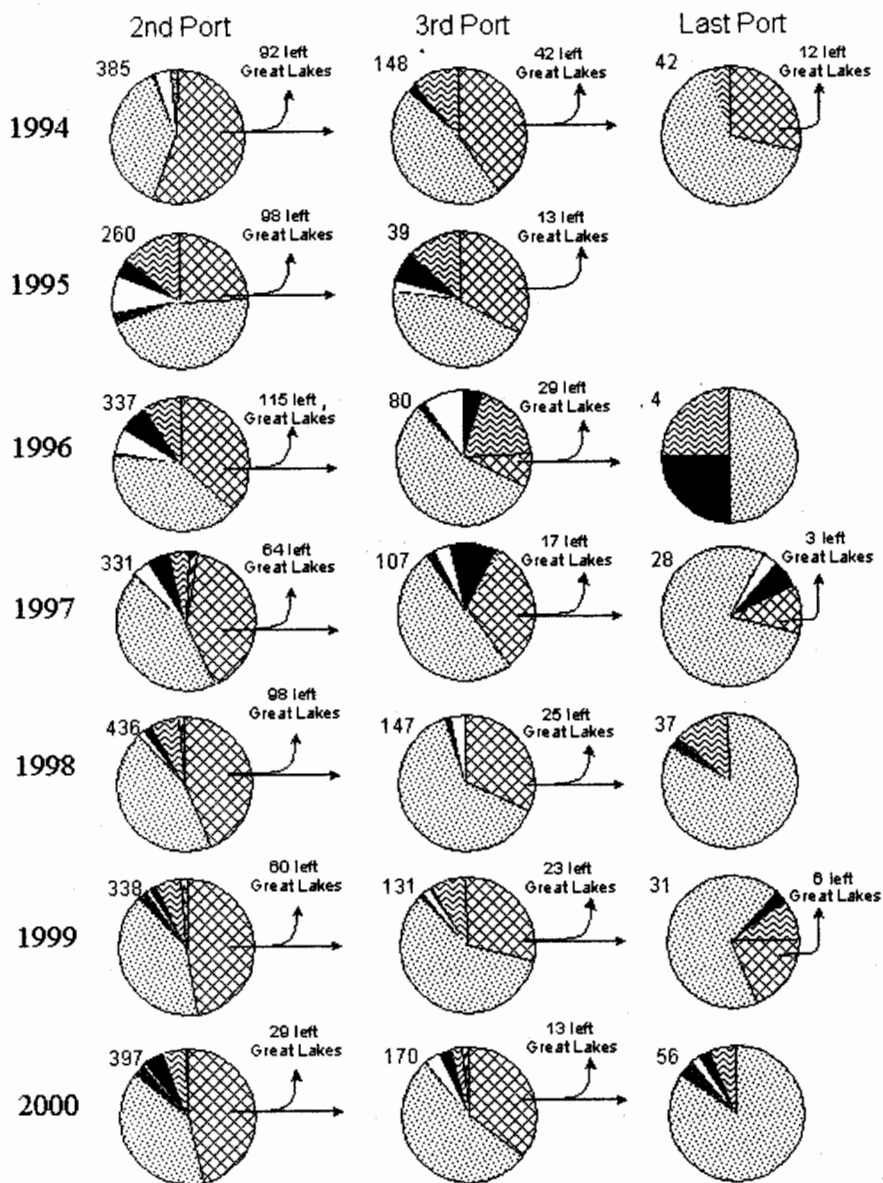 2nd Port
3rd Port
Last Port
1994
385
92 left
Great Lakes
148
42 left
Great Lakes
42
12 left
Great Lakes
1995
260
98 left
Great Lakes
39
13 left
Great Lakes
1996
337
115 left
Great Lakes
80
29 left
Great Lakes
4
1997
331
64 left
Great Lakes
107
17 left
Great Lakes
28
3 left
Great Lakes
1998
436
98 left
Great Lakes
147
25 left
Great Lakes
37
1999
338
60 left
Great Lakes
131
23 left
Great Lakes
31
6 left
Great Lakes
2000
397
29 left
Great Lakes
170
13 left
Great Lakes
56